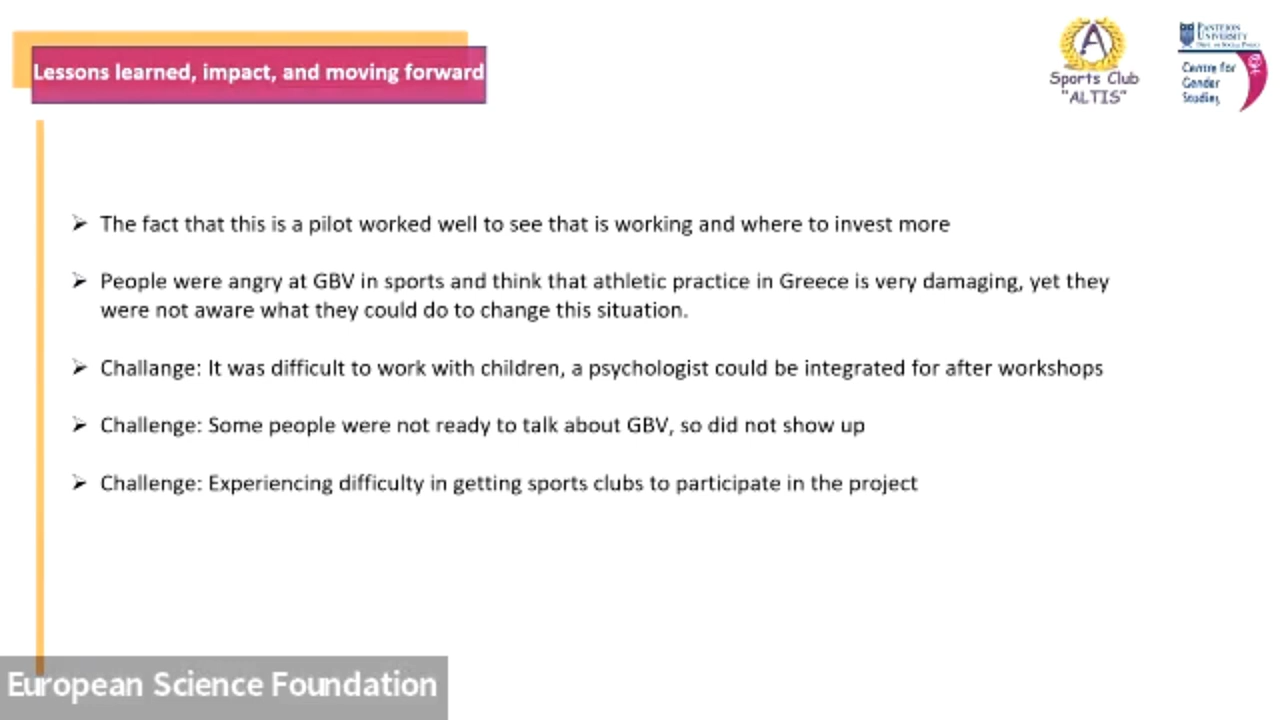 Lessons learned, impact, and moving forward
A
Sports Club
"ALTIS"
PANTEION
UNIVERSITY
Centre for
Gender
Studies
➢ The fact that this is a pilot worked well to see that is working and where to invest more
➢ People were angry at GBV in sports and think that athletic practice in Greece is very damaging, yet they
were not aware what they could do to change this situation.
➢ Challange: It was difficult to work with children, a psychologist could be integrated for after workshops
➢ Challenge: Some people were not ready to talk about GBV, so did not show up
➢ Challenge: Experiencing difficulty in getting sports clubs to participate in the project
European Science Foundation